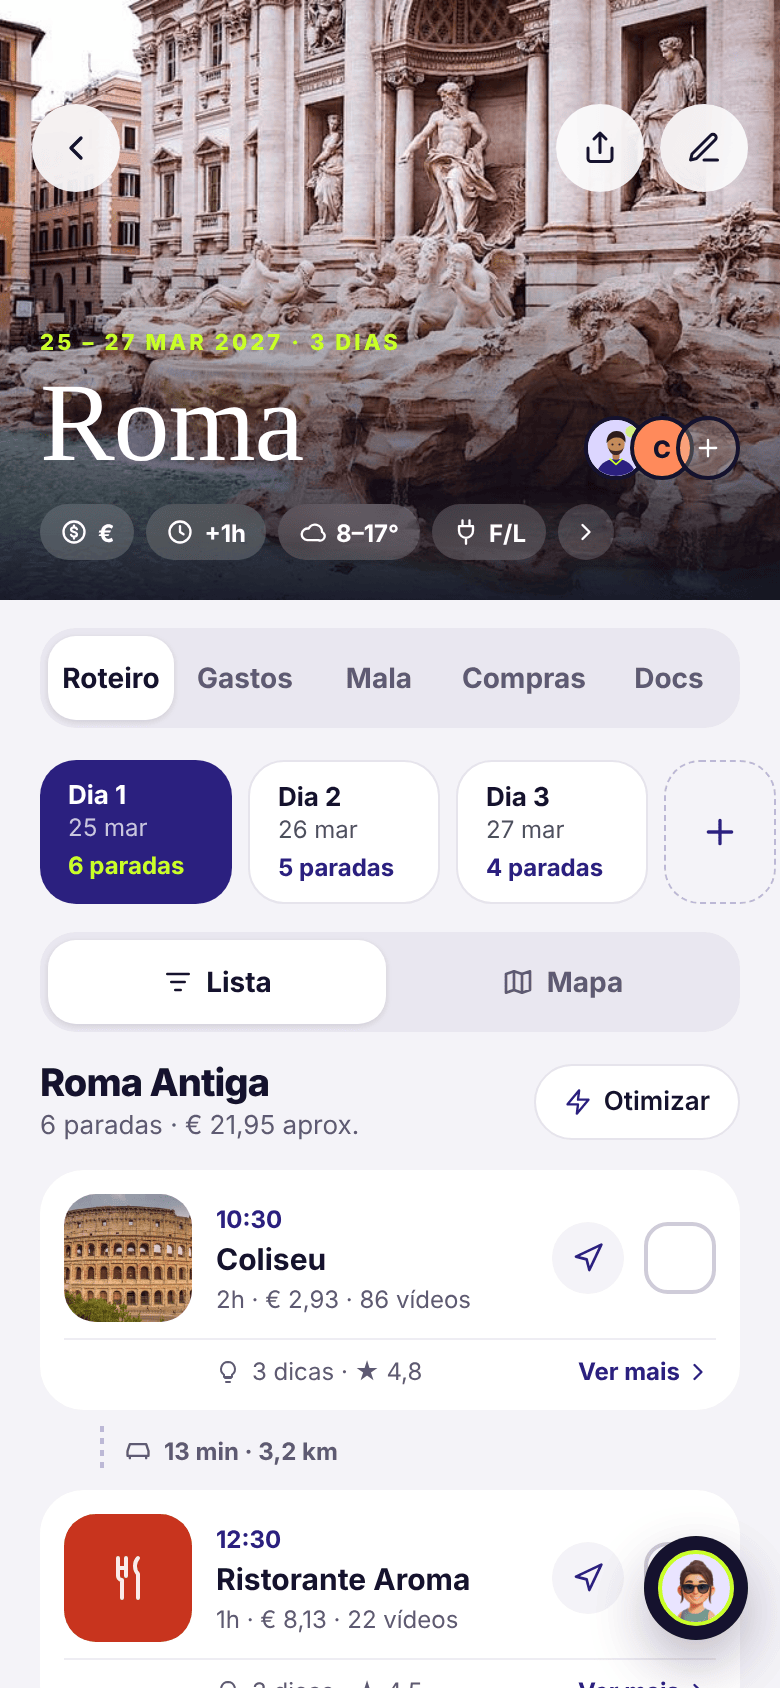 25 – 27 MAR 2027 · 3 DIAS
Roma
C
€
+1h
8–17°
F/L
Roteiro
Gastos
Mala
Compras
Docs
Dia 1
25 mar
6 paradas
Dia 2
26 mar
5 paradas
Dia 3
27 mar
4 paradas
Lista
Mapa
Roma Antiga
6 paradas · € 21,95 aprox.
Otimizar
10:30
Coliseu
2h · € 2,93 · 86 vídeos
3 dicas · ★ 4,8
Ver mais
13 min · 3,2 km
12:30
Ristorante Aroma
1h · € 8,13 · 22 vídeos
Ver mais